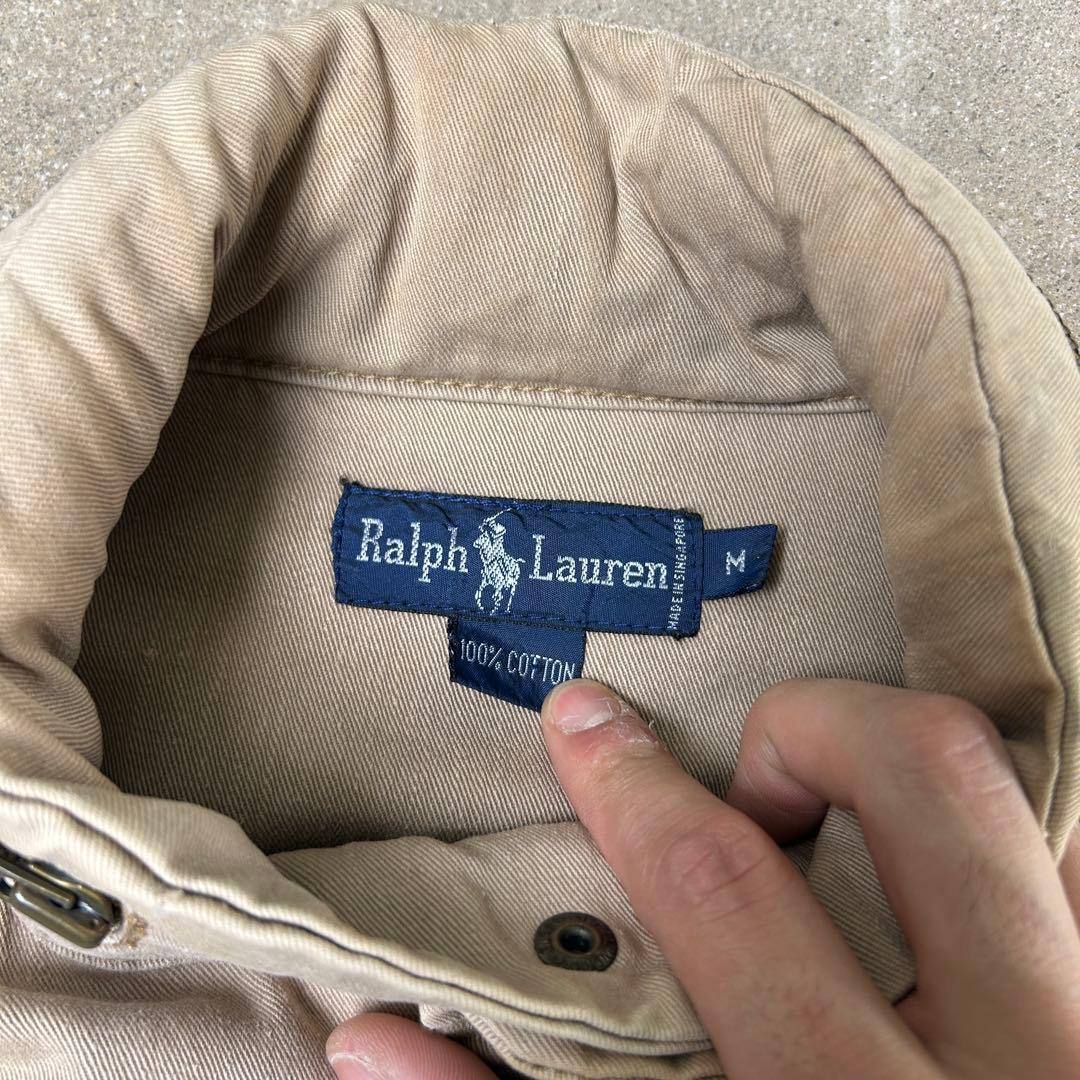 Ralph Lauren
MADE IN SINGAPORE
M
100% COTTON